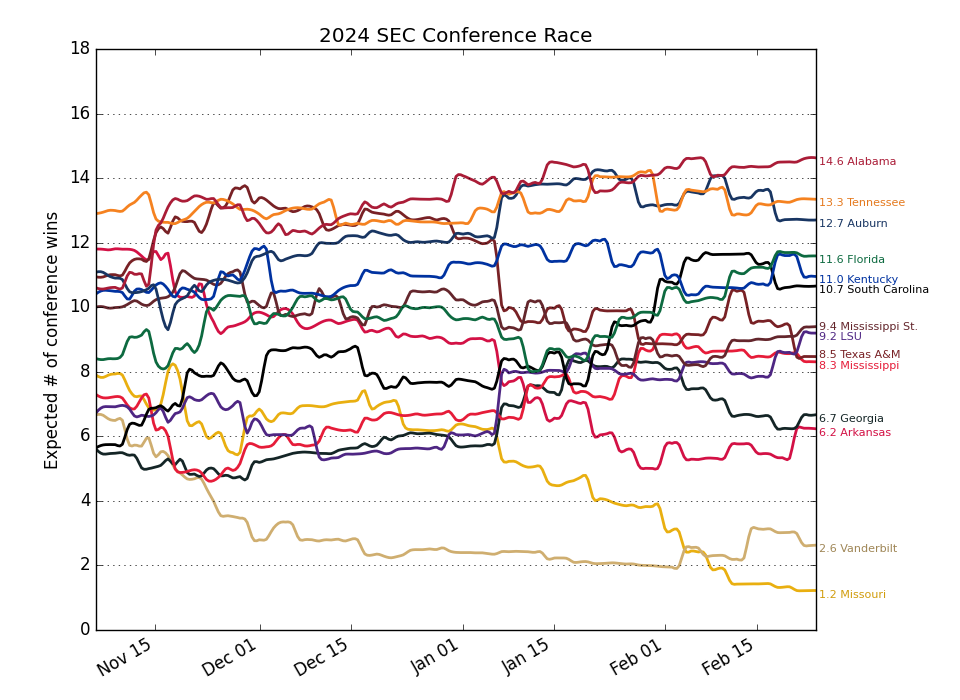 2024 SEC Conference Race
Expected # of conference wins
18
16
14
12
10
8
6
4
2
0
Nov 15
Dec 01
Dec 15
Jan 01
Jan 15
Feb 01
Feb 15
14.6 Alabama
13.3 Tennessee
12.7 Auburn
11.6 Florida
11.0 Kentucky
10.7 South Carolina
9.4 Mississippi St.
9.2 LSU
8.5 Texas A&M
8.3 Mississippi
6.7 Georgia
6.2 Arkansas
2.6 Vanderbilt
1.2 Missouri